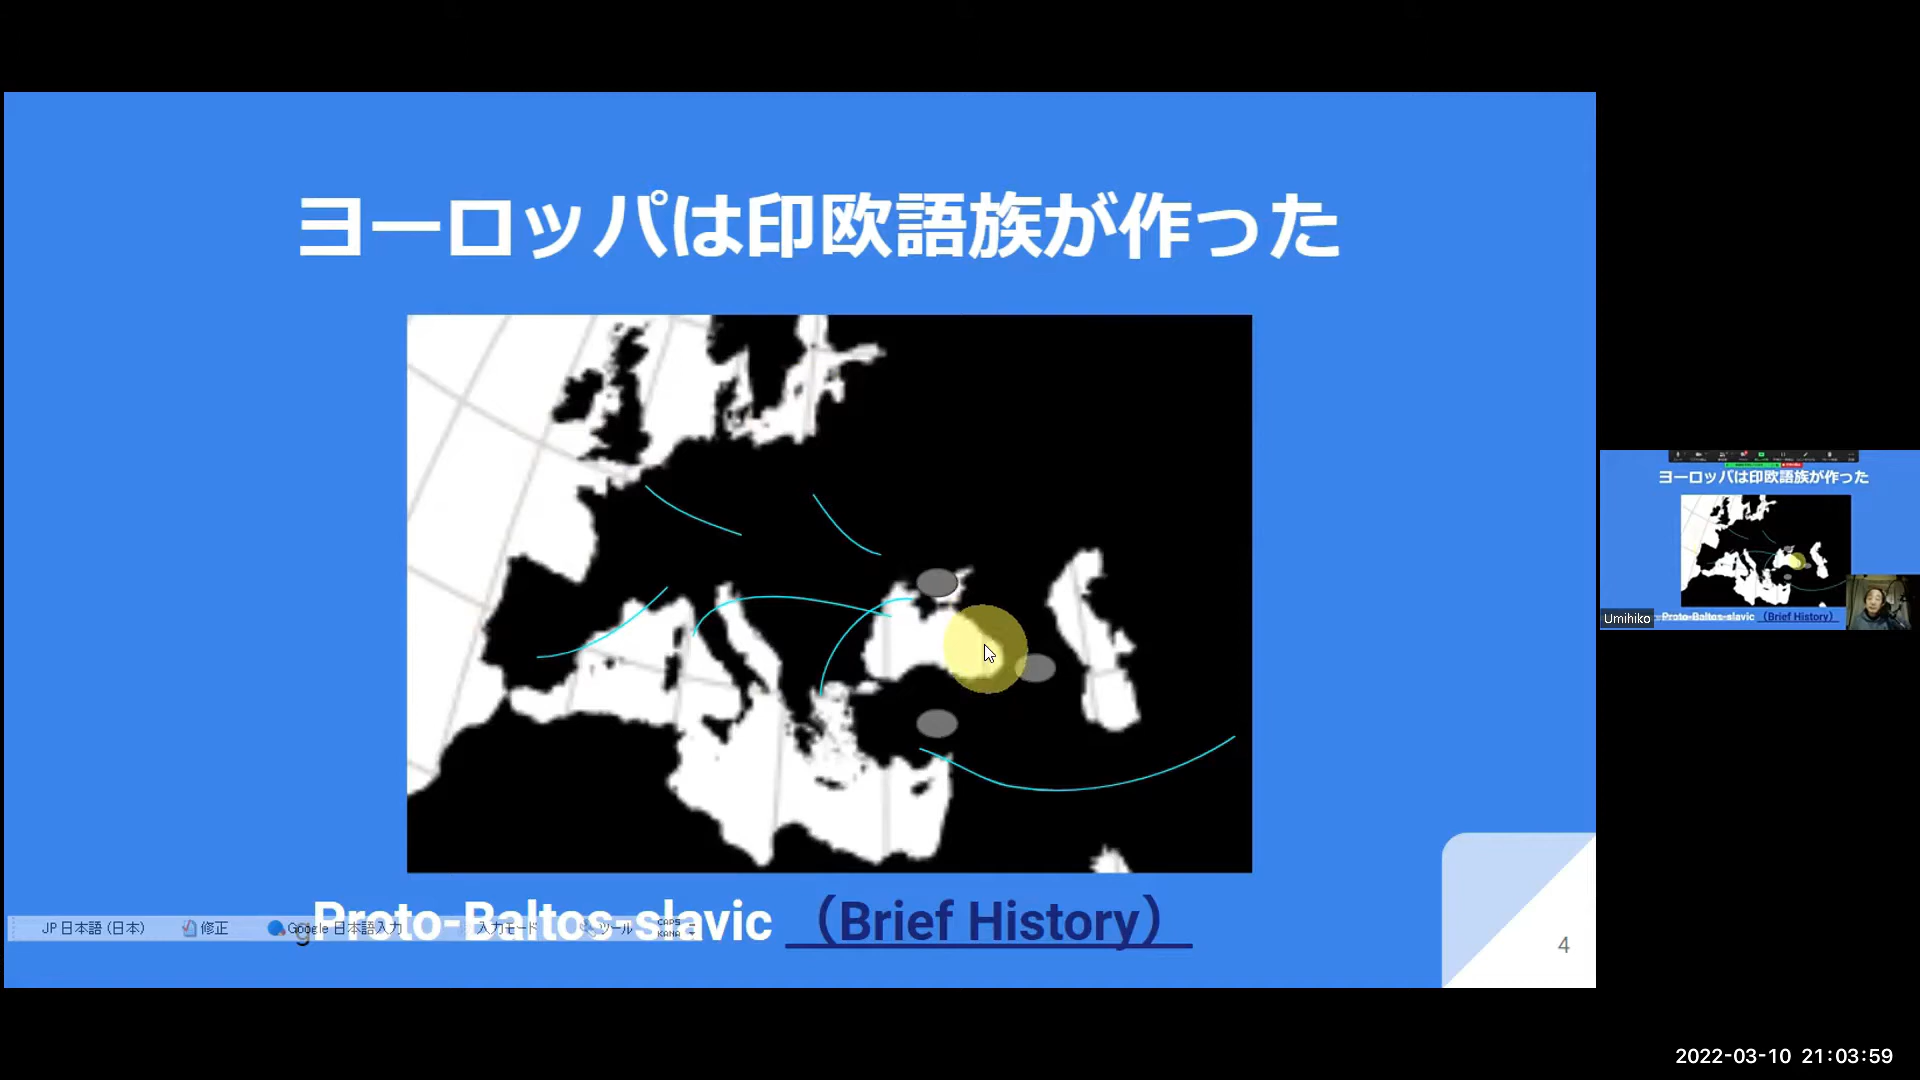 ヨーロッパは印欧語族が作った
Proto-Baltos-slavic （Brief History）
JP 日本語 (日本) 修正 Google 日本語入力 入力モード ツール CAPS KANA
4
ヨーロッパは印欧語族が作った
Umihiko
Proto-Baltos-slavic （Brief History）
2022-03-10 21:03:59